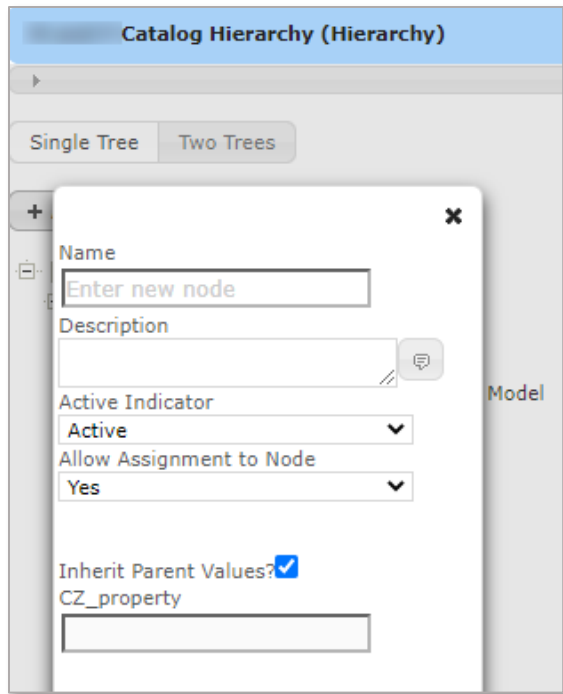 Catalog Hierarchy (Hierarchy)
Single Tree Two Trees
+
Name
Enter new node
Description
Model
Active Indicator
Active
Allow Assignment to Node
Yes
Inherit Parent Values?
CZ_property